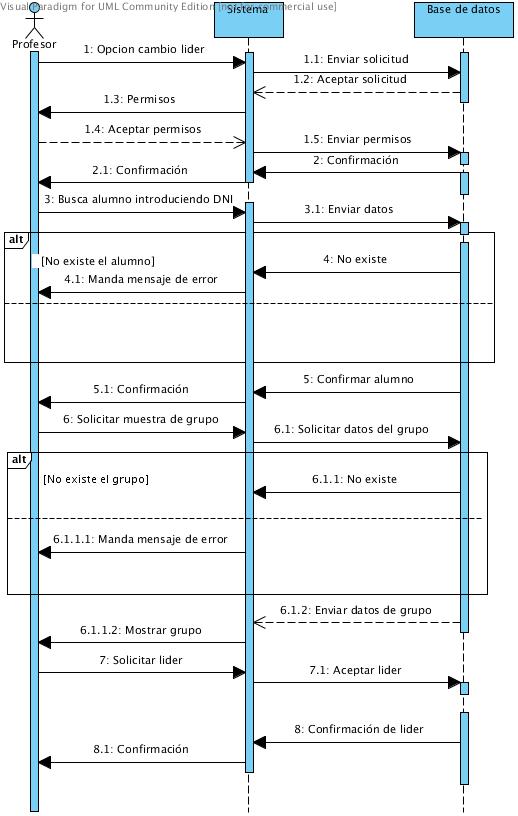 Visual Paradigm for UML Community Edition [not for commercial use]
Sistema
Base de datos
Profesor
1: Opcion cambio lider
1.1: Enviar solicitud
1.2: Aceptar solicitud
1.3: Permisos
1.4: Aceptar permisos
1.5: Enviar permisos
2: Confirmación
2.1: Confirmación
3: Busca alumno introduciendo DNI
3.1: Enviar datos
alt
[No existe el alumno]
4: No existe
4.1: Manda mensaje de error
5: Confirmar alumno
5.1: Confirmación
6: Solicitar muestra de grupo
6.1: Solicitar datos del grupo
alt
[No existe el grupo]
6.1.1: No existe
6.1.1.1: Manda mensaje de error
6.1.2: Enviar datos de grupo
6.1.1.2: Mostrar grupo
7: Solicitar lider
7.1: Aceptar lider
8: Confirmación de lider
8.1: Confirmación